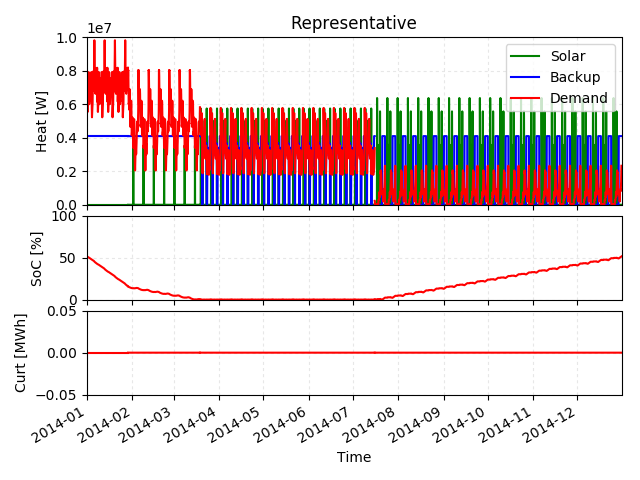 Representative
1e7
1.0
0.8
0.6
0.4
0.2
0.0
Heat [W]
Solar
Backup
Demand
100
50
0
SoC [%]
0.05
0.00
−0.05
Curt [MWh]
2014-01
2014-02
2014-03
2014-04
2014-05
2014-06
2014-07
2014-08
2014-09
2014-10
2014-11
2014-12
Time